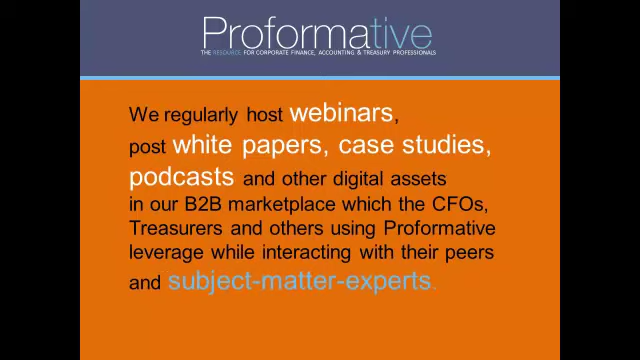 Proformative
THE RESOURCE FOR CORPORATE FINANCE, ACCOUNTING & TREASURY PROFESSIONALS
We regularly host webinars,
post white papers, case studies,
podcasts and other digital assets
in our B2B marketplace which the CFOs,
Treasurers and others using Proformative
leverage while interacting with their peers
and subject-matter-experts.